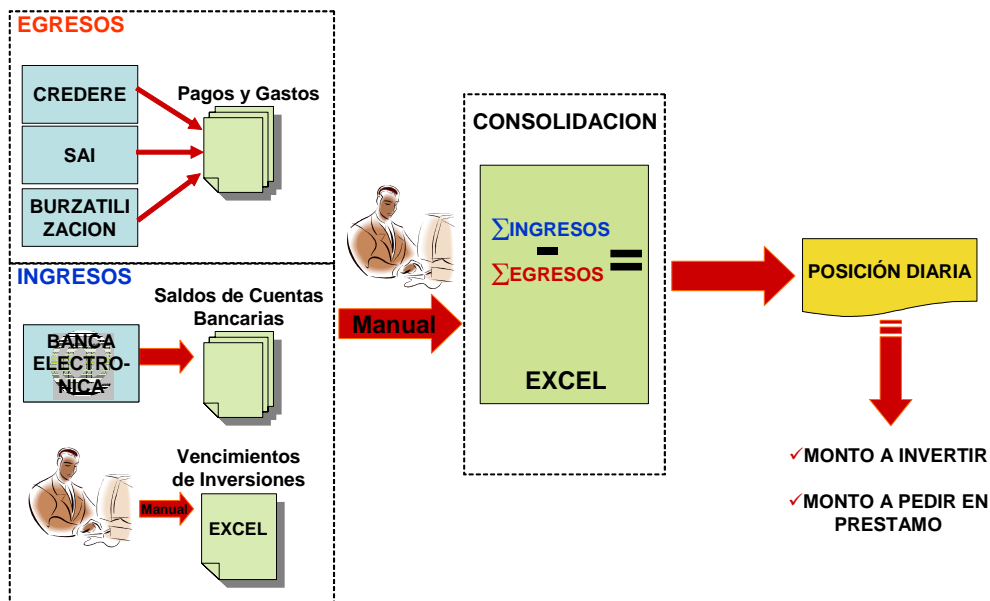 EGRESOS
CREDERE
SAI
BURZATILI
ZACION
Pagos y Gastos
INGRESOS
BANCA
ELECTRO-
NICA
Saldos de Cuentas
Bancarias
Manual
Vencimientos
de Inversiones
EXCEL
Manual
CONSOLIDACION
∑INGRESOS
-
∑EGRESOS
=
EXCEL
POSICIÓN DIARIA
✓MONTO A INVERTIR
✓MONTO A PEDIR EN
PRESTAMO